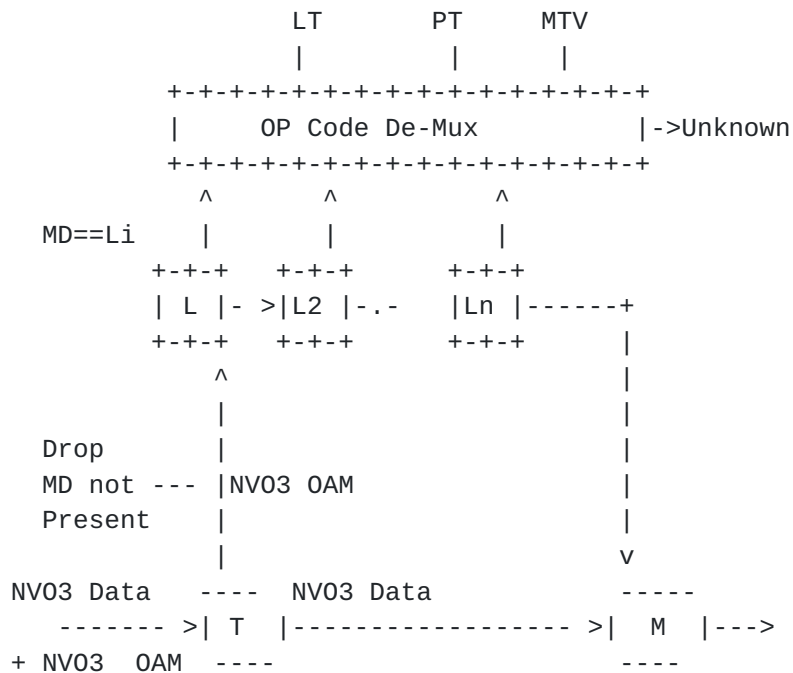 LT       PT     MTV
                  |         |      |
          +-+-+-+-+-+-+-+-+-+-+-+-+-+-+-+
          |     OP Code De-Mux          |->Unknown
          +-+-+-+-+-+-+-+-+-+-+-+-+-+-+-+
            ^       ^          ^
  MD==Li    |       |          |
         +-+-+   +-+-+      +-+-+
         | L |- >|L2 |-.-   |Ln |------+
         +-+-+   +-+-+      +-+-+      |
             ^                         |
             |                         |
  Drop       |                         |
  MD not --- |NVO3 OAM                 |
  Present    |                         |
             |                         v
NVO3 Data   ----  NVO3 Data            -----
   ------- >| T  |------------------ >|  M  |--->
+ NVO3  OAM  ----                      ----